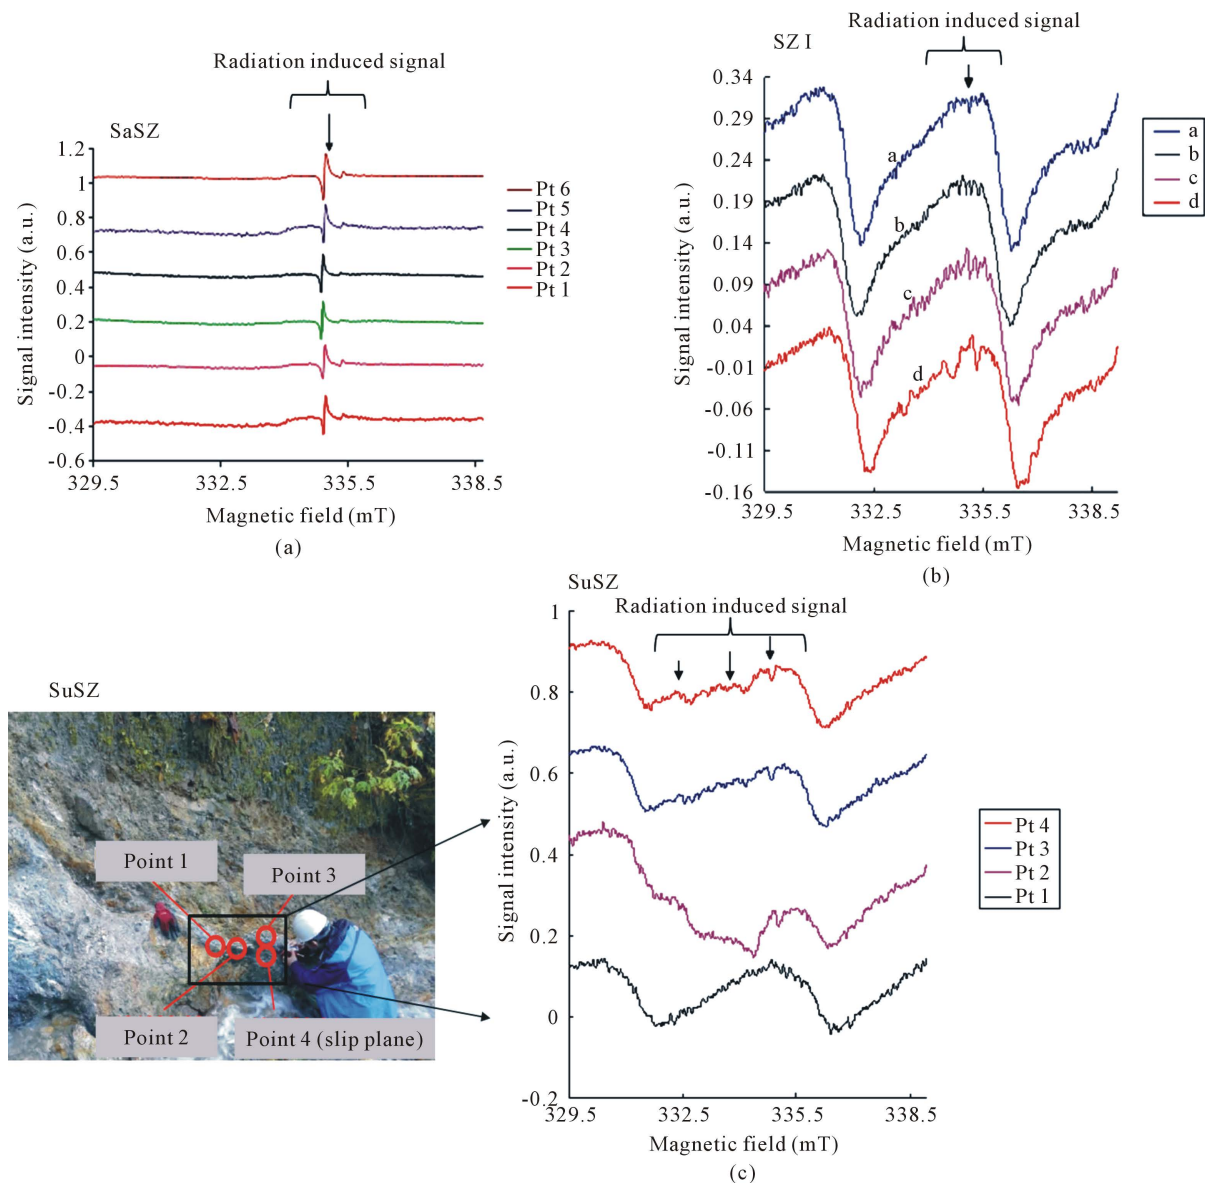 Radiation induced signal
SaSZ
Signal intensity (a.u.)
1.2
1
0.8
0.6
0.4
0.2
0
-0.2
-0.4
-0.6
329.5 332.5 335.5 338.5
Magnetic field (mT)
Pt 6
Pt 5
Pt 4
Pt 3
Pt 2
Pt 1
(a)
Radiation induced signal
SZ I
Signal intensity (a.u.)
0.34
0.29
0.24
0.19
0.14
0.09
0.04
-0.01
-0.06
-0.11
-0.16
a
b
c
d
329.5 332.5 335.5 338.5
Magnetic field (mT)
a
b
c
d
(b)
SuSZ
Point 1
Point 3
Point 2
Point 4 (slip plane)
SuSZ
Radiation induced signal
Signal intensity (a.u.)
1
0.8
0.6
0.4
0.2
0
-0.2
329.5 332.5 335.5 338.5
Magnetic field (mT)
Pt 4
Pt 3
Pt 2
Pt 1
(c)